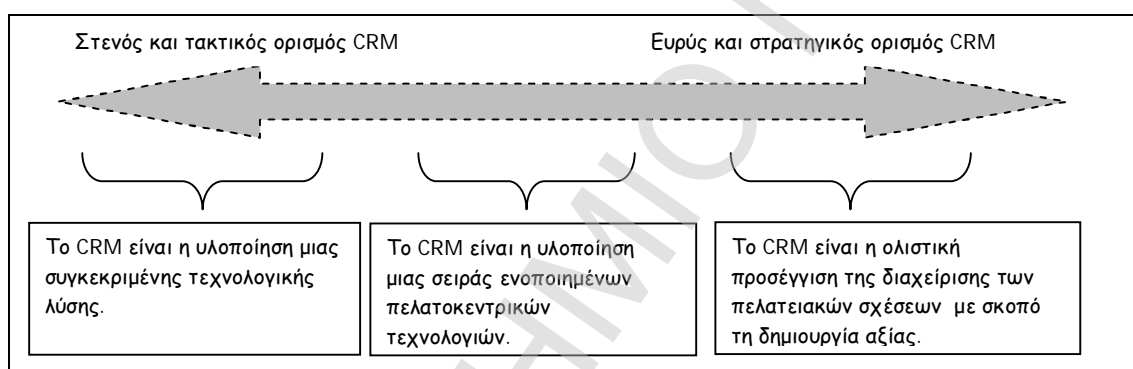 Στενός και τακτικός ορισμός CRM
Ευρύς και στρατηγικός ορισμός CRM
Το CRM είναι η υλοποίηση μιας
συγκεκριμένης τεχνολογικής
λύσης.
Το CRM είναι η υλοποίηση
μιας σειράς ενοποιημένων
πελατοκεντρικών
τεχνολογιών.
Το CRM είναι η ολιστική
προσέγγιση της διαχείρισης των
πελατειακών σχέσεων με σκοπό
τη δημιουργία αξίας.